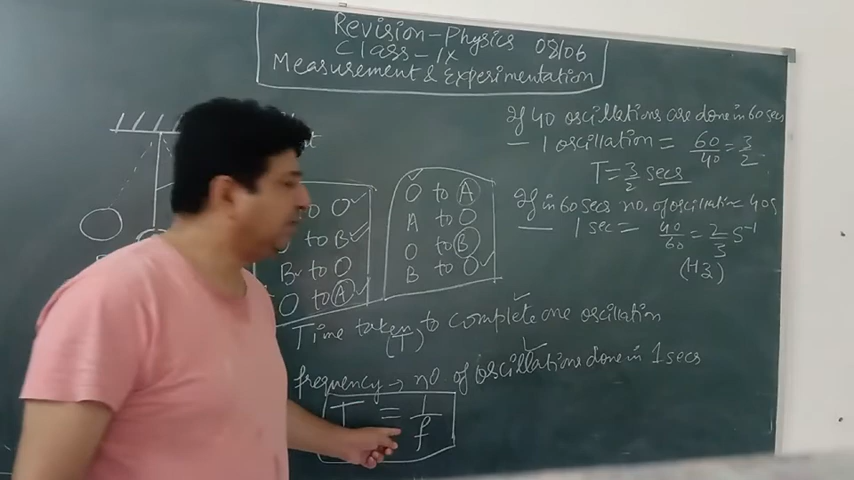 Revision-Physics 08/06
Class-IX
Measurement & Experimentation
If 40 oscillations are done in 60 secs
— 1 oscillation = 60/40 = 3/2
T = 3/2 secs
If in 60 secs no. of oscillations 40s
— 1 sec = 40/60 = 2/3 S⁻¹
(Hz)
to O ✓
to B ✓
B to O
O to A ✓
O to A
A to O
O to B
B to O ✓
Time taken to complete one oscillation
(T)
frequency → no. of oscillations done in 1 secs
T = 1/f